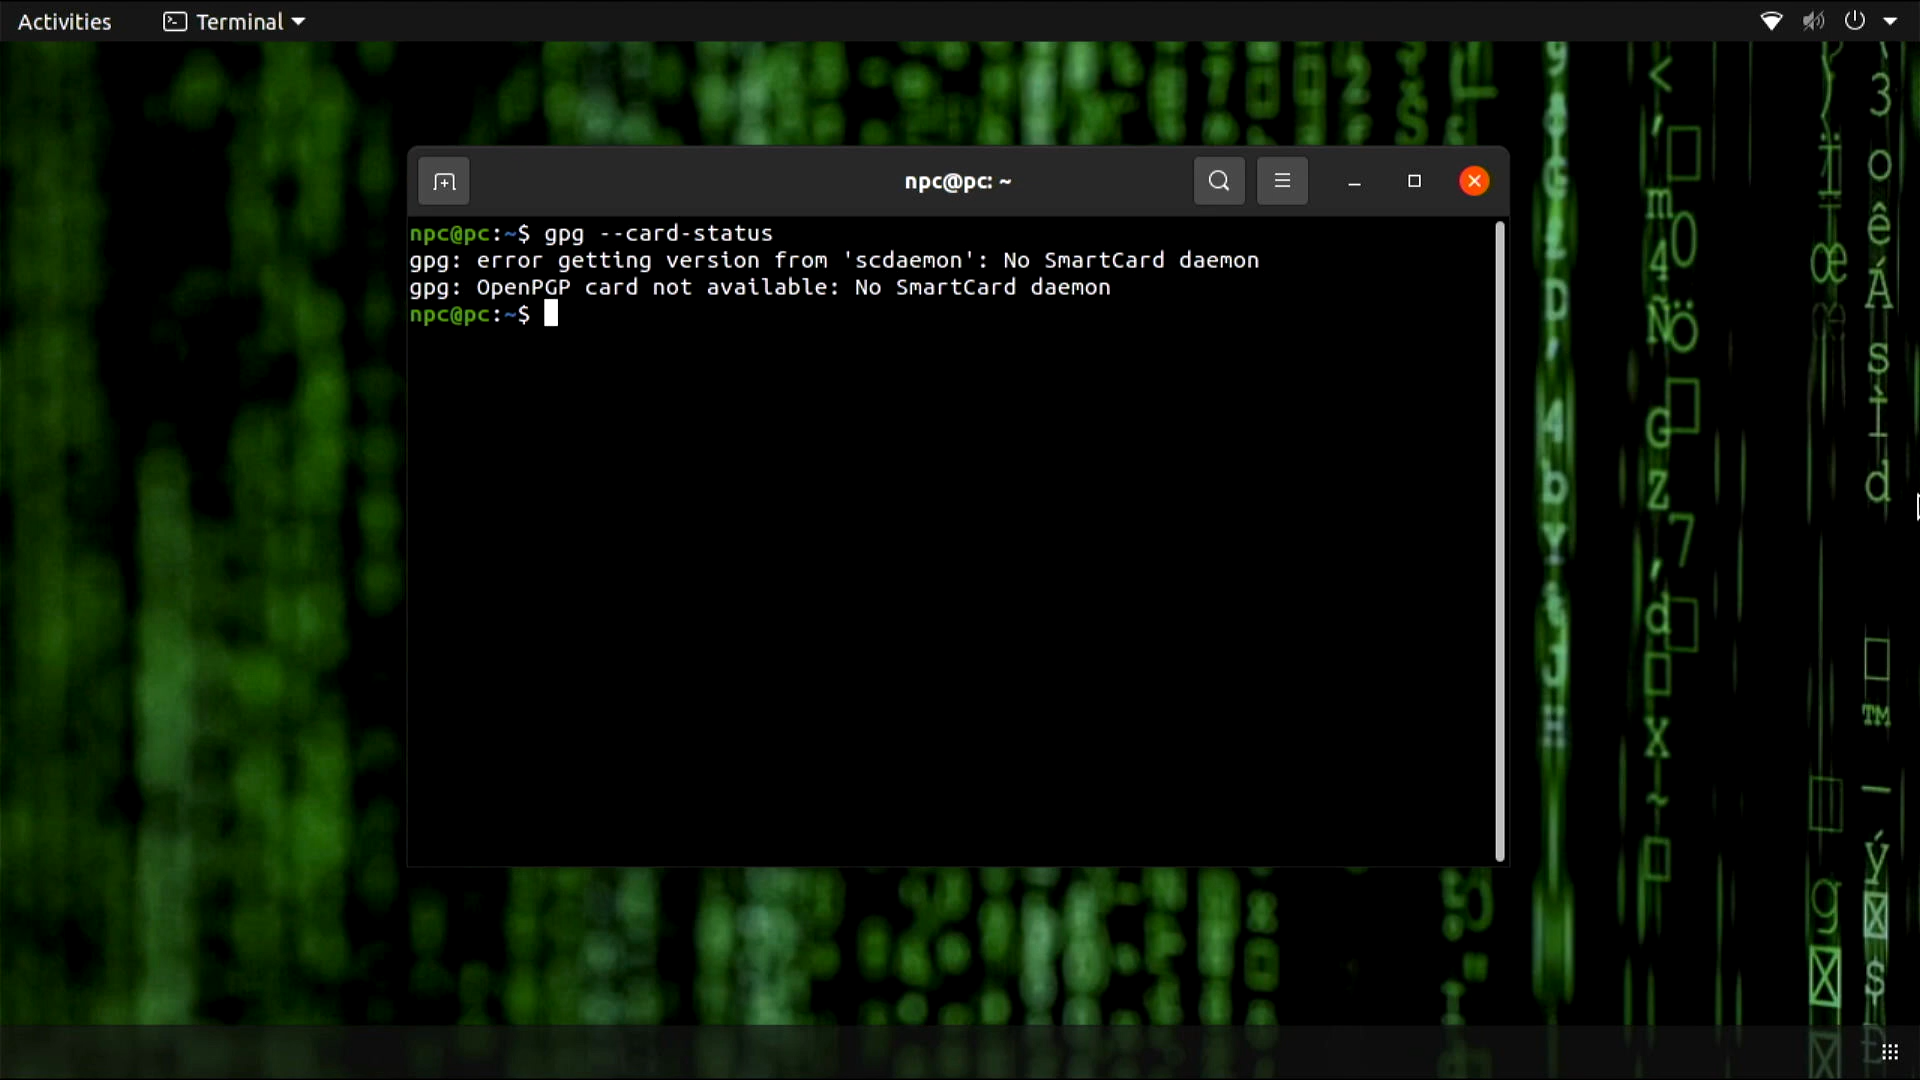 Activities
Terminal
npc@pc: ~
npc@pc:~$ gpg --card-status
gpg: error getting version from 'scdaemon': No SmartCard daemon
gpg: OpenPGP card not available: No SmartCard daemon
npc@pc:~$